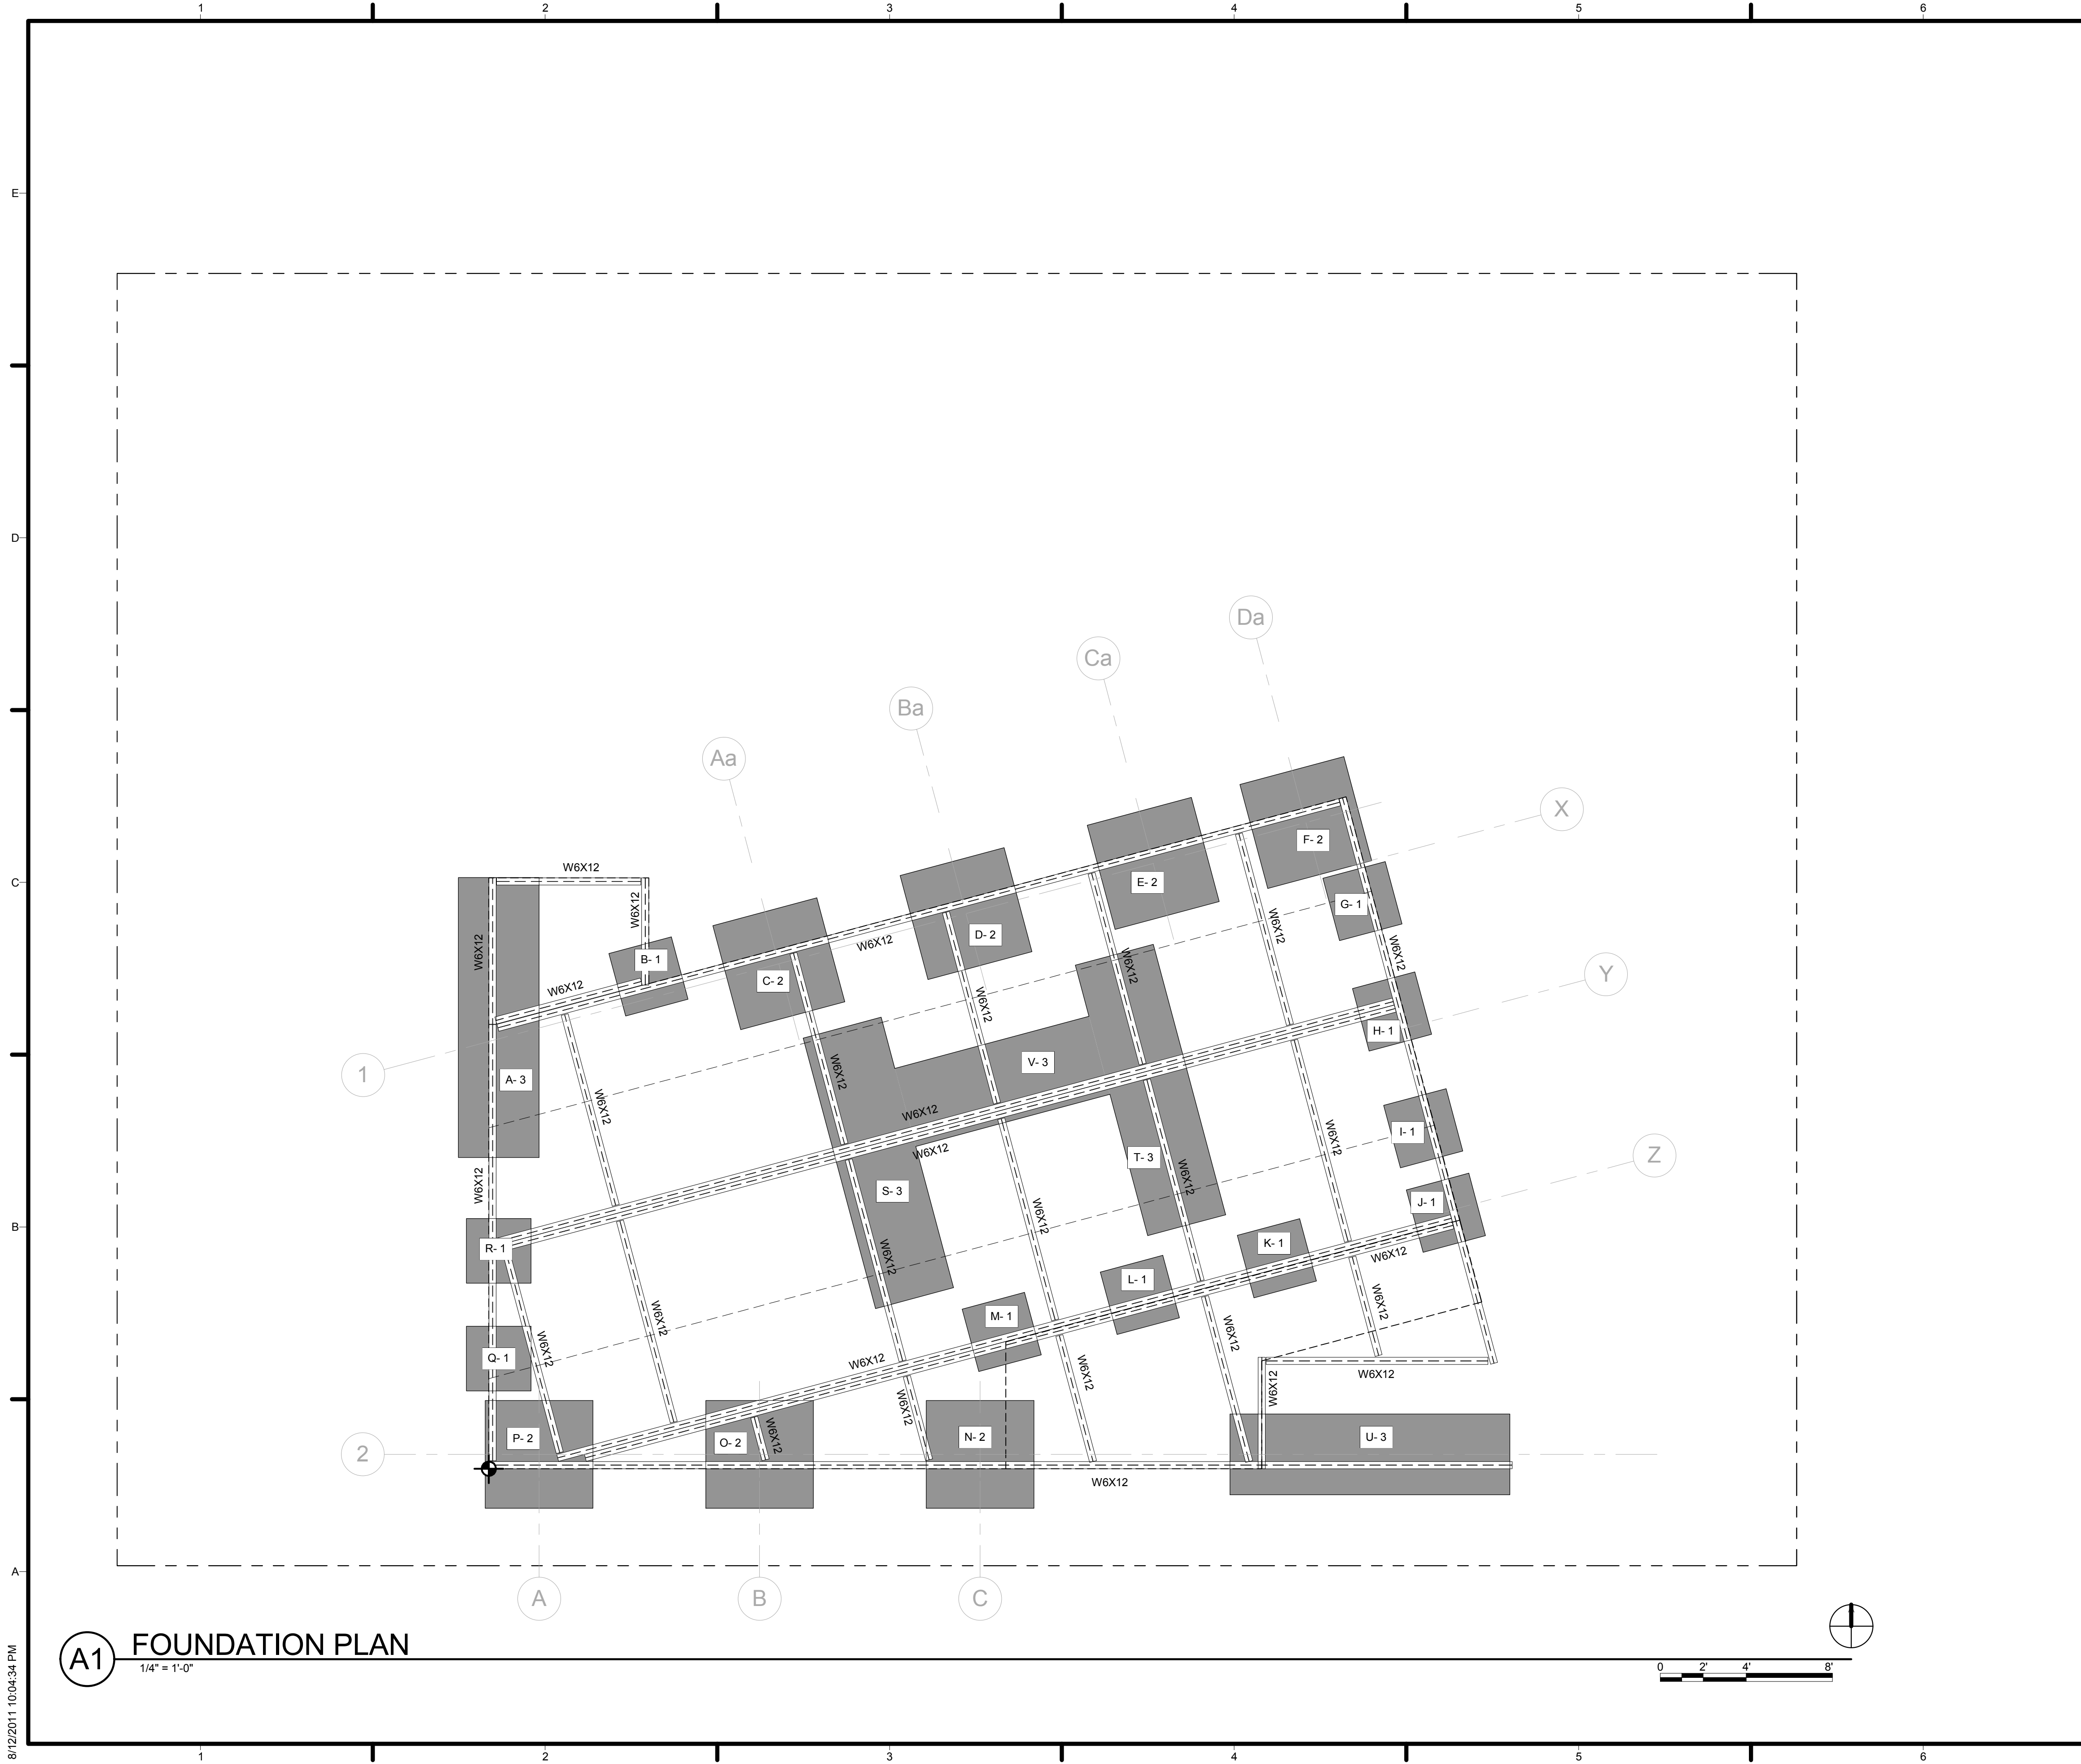 1 2 3 4 5 6
E
D
Da
Ca
Ba
Aa
X
F- 2
W6X12
E- 2
C
G- 1
W6X12
W6X12
D- 2
W6X12
W6X12
W6X12
B- 1
W6X12
W6X12
Y
C- 2
W6X12
W6X12
H- 1
V- 3
1
W6X12
A- 3
W6X12
W6X12
I- 1
W6X12
W6X12
T- 3
Z
W6X12
W6X12
S- 3
J- 1
W6X12
B
K- 1
R- 1
W6X12
W6X12
L- 1
W6X12
M- 1
W6X12
W6X12
W6X12
Q- 1
W6X12
W6X12
W6X12
W6X12
W6X12
P- 2
O- 2
W6X12
N- 2
U- 3
2
W6X12
A
A B C
A1
FOUNDATION PLAN
1/4" = 1'-0"
0 2' 4' 8'
8/12/2011 10:04:34 PM
1 2 3 4 5 6